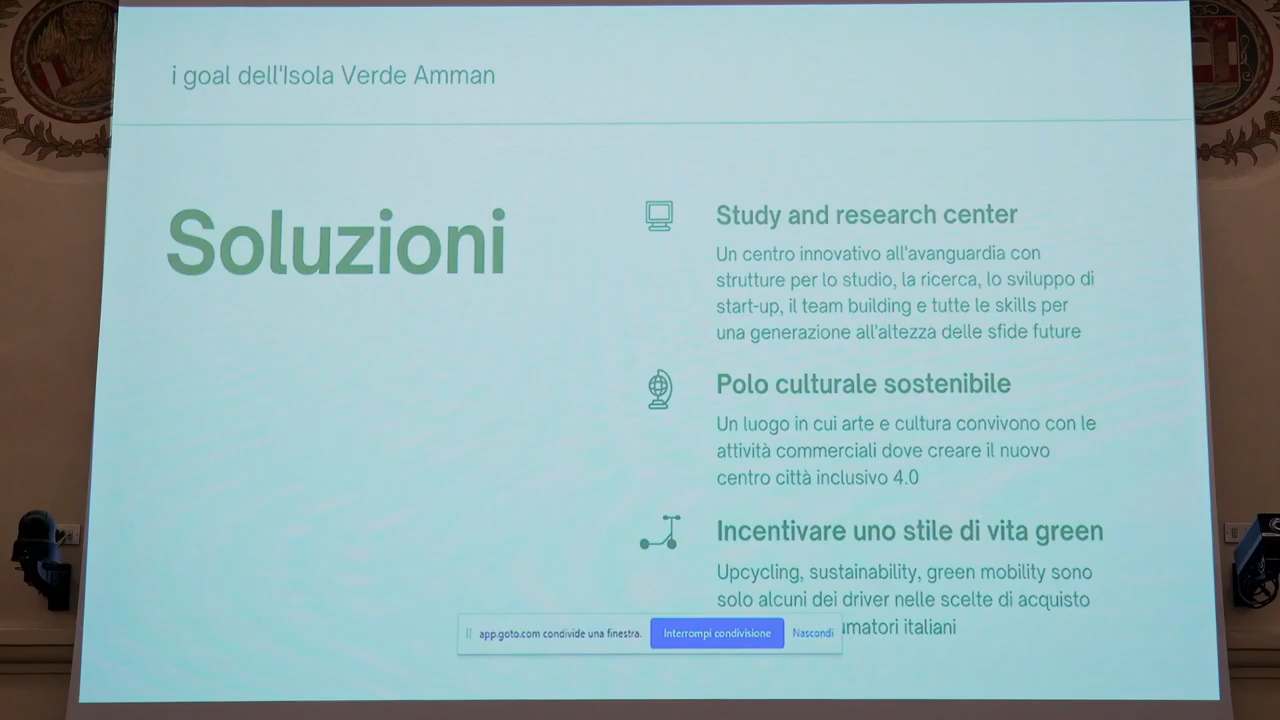 i goal dell'Isola Verde Amman
Soluzioni
Study and research center
Un centro innovativo all'avanguardia con
strutture per lo studio, la ricerca, lo sviluppo di
start-up, il team building e tutte le skills per
una generazione all'altezza delle sfide future
Polo culturale sostenibile
Un luogo in cui arte e cultura convivono con le
attività commerciali dove creare il nuovo
centro città inclusivo 4.0
Incentivare uno stile di vita green
Upcycling, sustainability, green mobility sono
solo alcuni dei driver nelle scelte di acquisto
italiani
app.goto.com condivide una finestra.
Interrompi condivisione
Nascondi